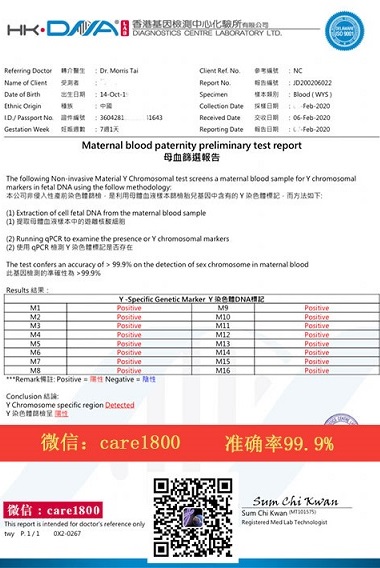 HK·DNA LAB 香港基因檢測中心化驗所有限公司
DIAGNOSTICS CENTRE LABORATORY LTD.
ISO 9001
Referring Doctor 轉介醫生 : Dr. Morris Tai Client Ref. No. 參考編號 : NC
Name of Client 受測者 : Report No. 報告編號 : JD200206022
Date of Birth 出生日期 : 14-Oct-1 Specimen 樣本類別 : Blood (WYS)
Ethnic Origin 種族 : 中國 Collection Date 採樣日期 : -Feb-2020
I.D./Passport No. 證件編號 : 3604281 1643 Received Date 交收日期 : 06-Feb-2020
Gestation Week 妊娠週數 : 7週1天 Reporting Date 報告日期 : -Feb-2020
Maternal blood paternity preliminary test report
母血篩選報告
The following Non-invasive Material Y Chromosomal test screens a maternal blood sample for Y chromosomal
markers in fetal DNA using the follow methodology:
本公司非侵入性產前染色體篩檢，是利用母體血液樣本篩檢胎兒基因中含有的 Y 染色體標記，而方法如下：
(1) Extraction of cell fetal DNA from the maternal blood sample
(1) 提取母體血液樣本中的遊離核酸細胞
(2) Running qPCR to examine the presence or Y chromosomal markers
(2) 使用 qPCR 檢測 Y 染色體標記是否存在
The test confers an accuracy of > 99.9% on the detection of sex chromosome in maternal blood
此基因檢測的準確性為 >99.9%
Results 結果 :
Y -Specific Genetic Marker Y 染色體DNA標記
M1 Positive M9 Positive
M2 Positive M10 Positive
M3 Positive M11 Positive
M4 Positive M12 Positive
M5 Positive M13 Positive
M6 Positive M14 Positive
M7 Positive M15 Positive
M8 Positive M16 Positive
***Remark備註: Positive = 陽性 Negative = 陰性
Conclusion 結論:
Y Chromosome specific region Detected
Y 染色體篩檢呈 陽性
微信：care1800 准确率99.9%
微信：care1800
This report is intended for doctor's reference only
twy P.1/1 0X2-0267
Sum Chi Kwan
Sum Chi Kwan (MT101575)
Registered Med Lab Technologist